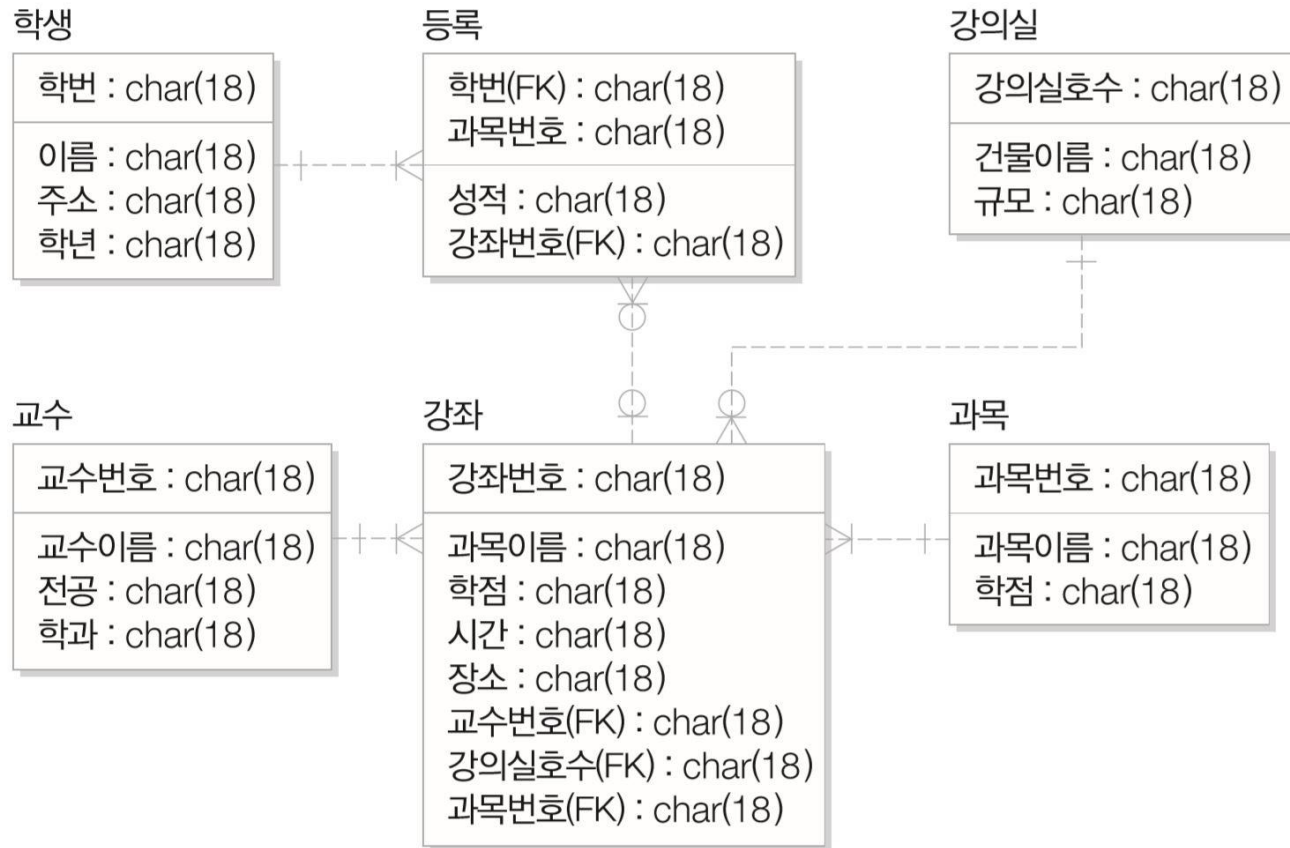 학생
학번 : char(18)
이름 : char(18)
주소 : char(18)
학년 : char(18)
등록
학번(FK) : char(18)
과목번호 : char(18)
성적 : char(18)
강좌번호(FK) : char(18)
강의실
강의실호수 : char(18)
건물이름 : char(18)
규모 : char(18)
교수
교수번호 : char(18)
교수이름 : char(18)
전공 : char(18)
학과 : char(18)
강좌
강좌번호 : char(18)
과목이름 : char(18)
학점 : char(18)
시간 : char(18)
장소 : char(18)
교수번호(FK) : char(18)
강의실호수(FK) : char(18)
과목번호(FK) : char(18)
과목
과목번호 : char(18)
과목이름 : char(18)
학점 : char(18)